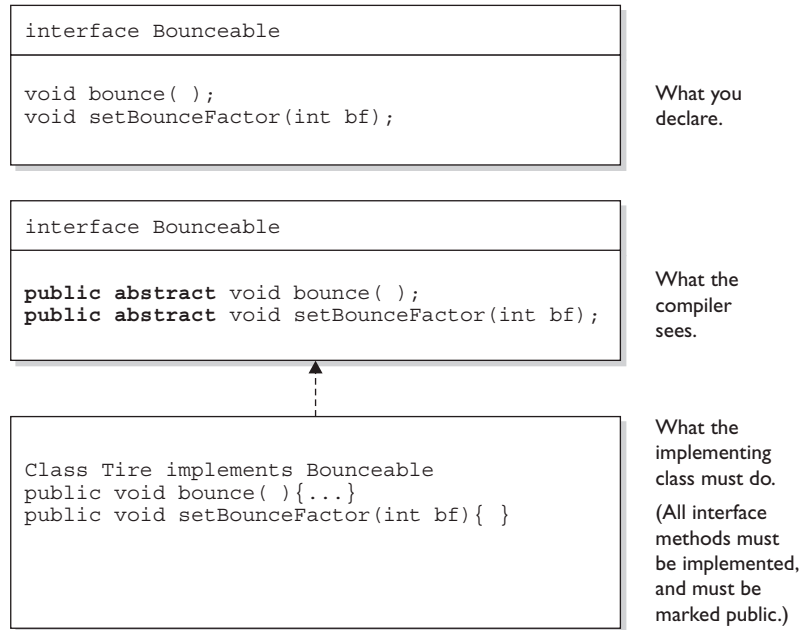 interface Bounceable
void bounce( );
void setBounceFactor(int bf);
What you
declare.
interface Bounceable
public abstract void bounce( );
public abstract void setBounceFactor(int bf);
What the
compiler
sees.
Class Tire implements Bounceable
public void bounce( ){...}
public void setBounceFactor(int bf){ }
What the
implementing
class must do.
(All interface
methods must
be implemented,
and must be
marked public.)